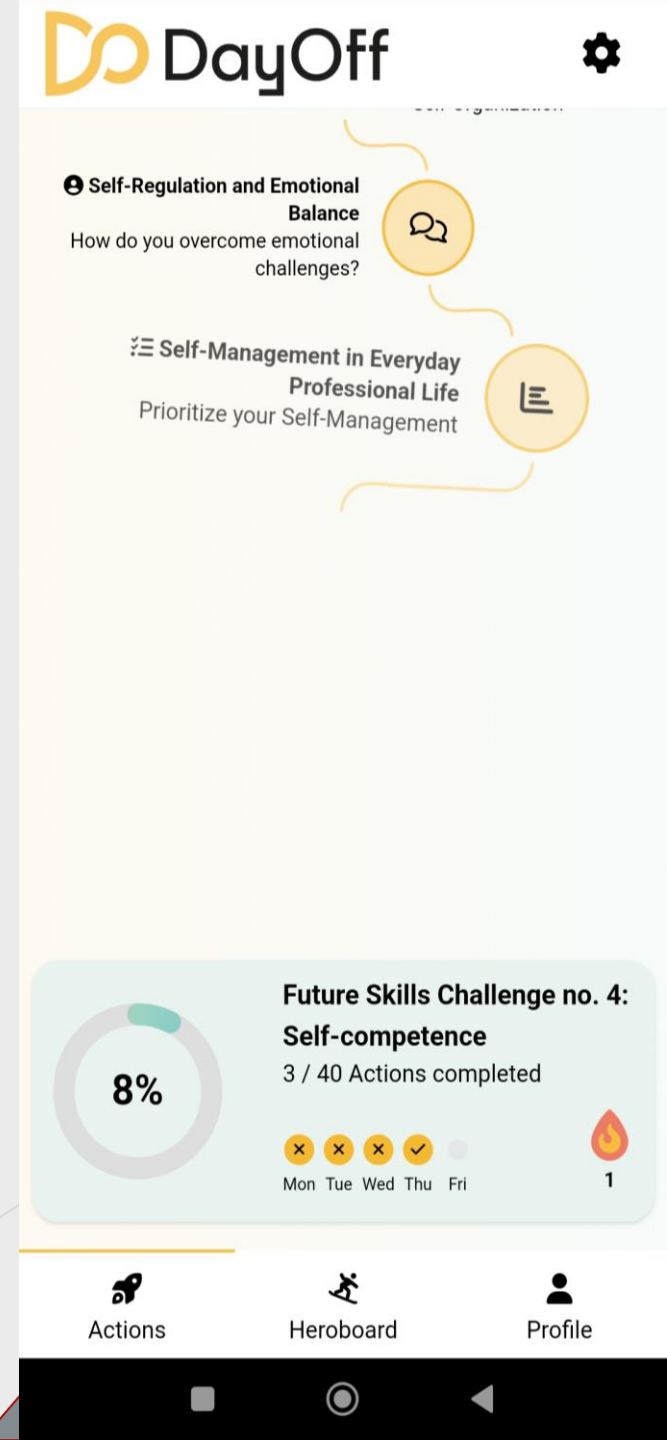 DayOff
Self-Regulation and Emotional
Balance
How do you overcome emotional
challenges?
Self-Management in Everyday
Professional Life
Prioritize your Self-Management
8%
Future Skills Challenge no. 4:
Self-competence
3 / 40 Actions completed
Mon Tue Wed Thu Fri
1
Actions Heroboard Profile